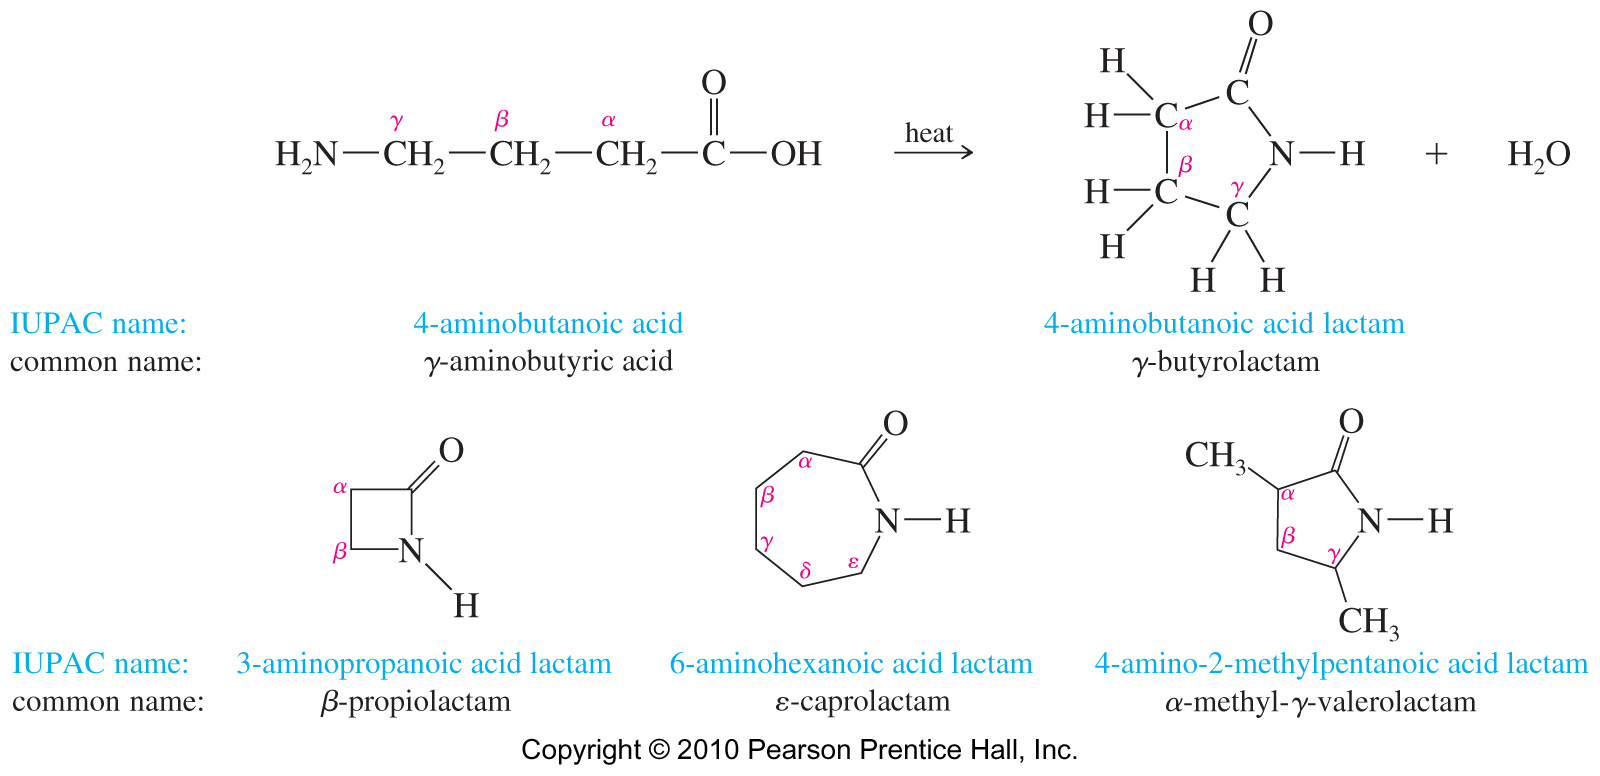 H₂N—CH₂—CH₂—CH₂—C—OH
O
γ β α
heat
O
H
H C α C
N—H + H₂O
H C β γ C
H
H H
IUPAC name: 4-aminobutanoic acid 4-aminobutanoic acid lactam
common name: γ-aminobutyric acid γ-butyrolactam
O
α
β N
H
O
α
β
γ
δ
ε
N—H
O
CH₃
α
β
γ
N—H
CH₃
IUPAC name: 3-aminopropanoic acid lactam 6-aminohexanoic acid lactam 4-amino-2-methylpentanoic acid lactam
common name: β-propiolactam ε-caprolactam α-methyl-γ-valerolactam
Copyright © 2010 Pearson Prentice Hall, Inc.